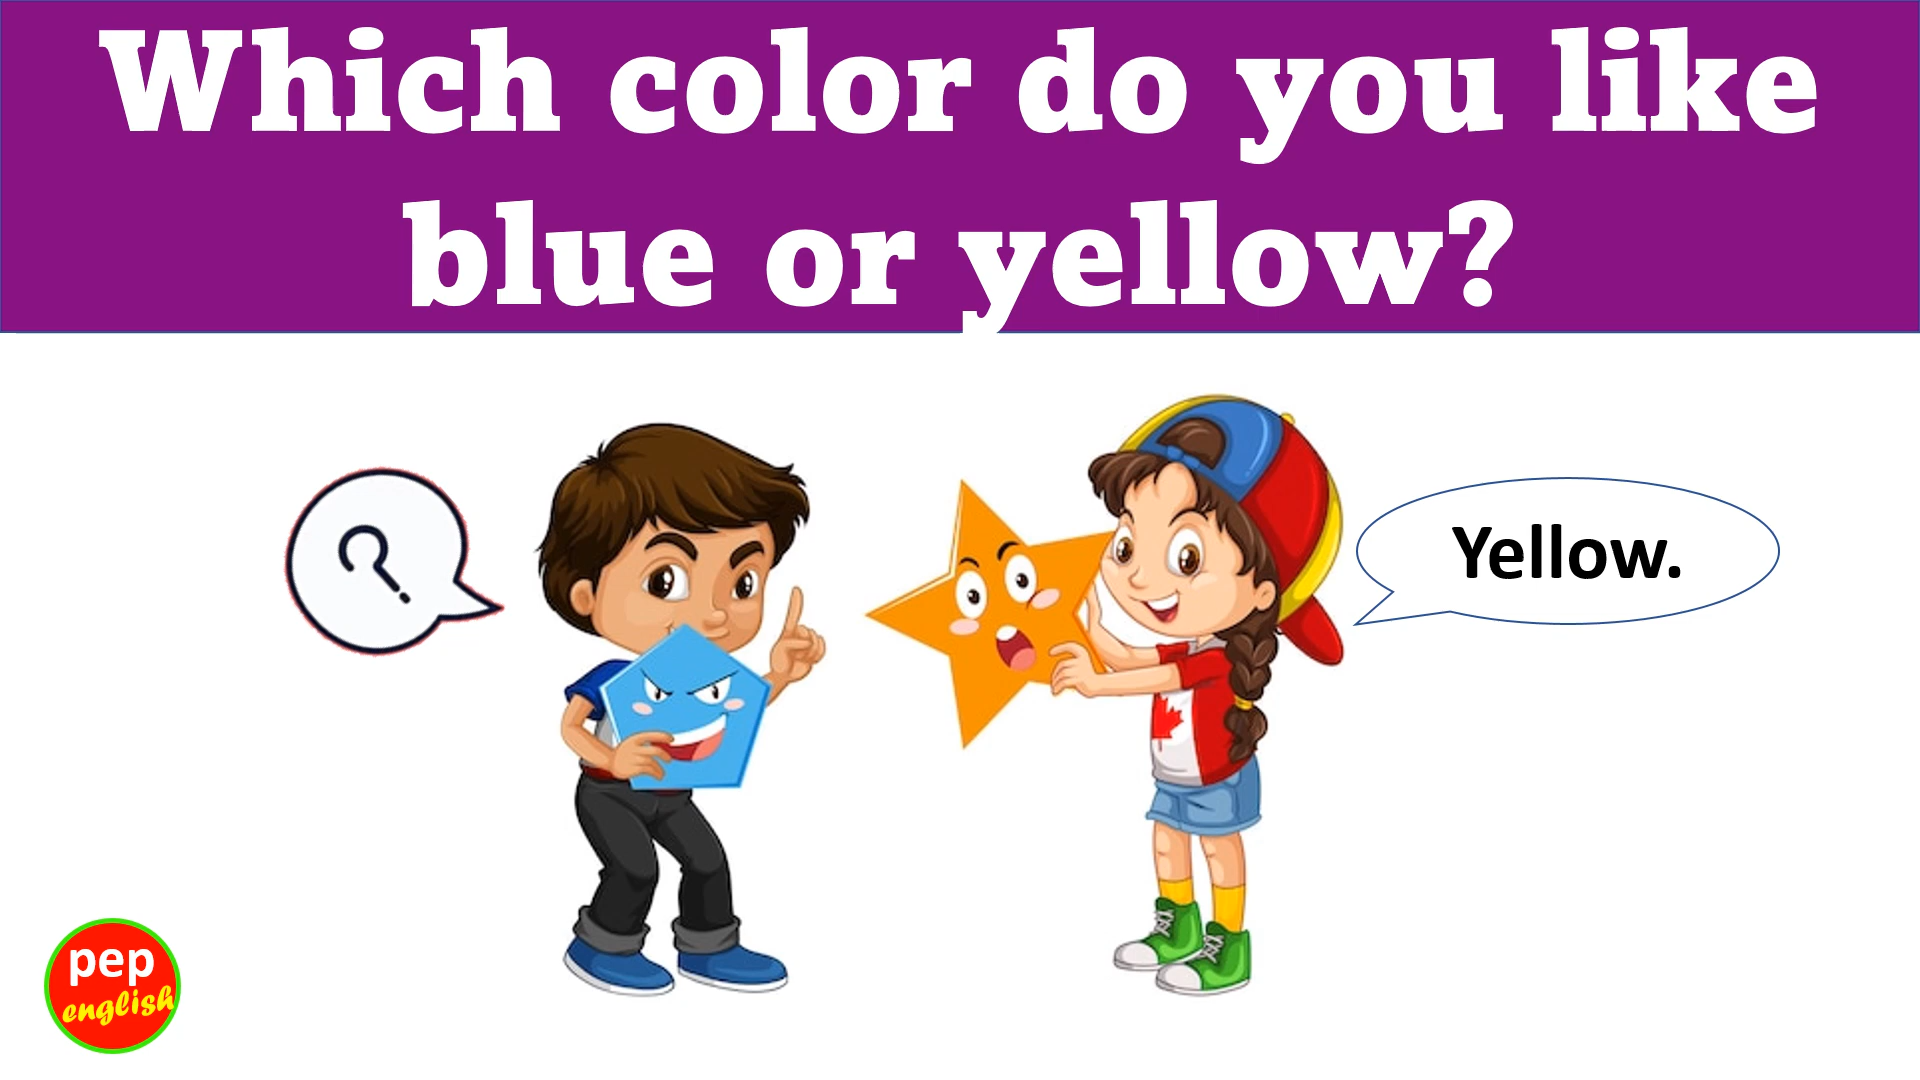 Which color do you like
blue or yellow?
?
Yellow.
pep
english